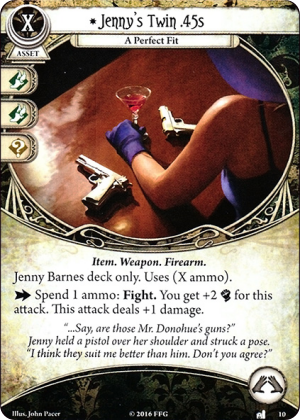 X
Jenny's Twin .45s
A Perfect Fit
ASSET
?
Item. Weapon. Firearm.
Jenny Barnes deck only. Uses (X ammo).
Spend 1 ammo: Fight. You get +2 for this
attack. This attack deals +1 damage.
"...Say, are those Mr. Donohue's guns?"
Jenny held a pistol over her shoulder and struck a pose.
"I think they suit me better than him. Don't you agree?"
Illus. John Pacer
© 2016 FFG
10